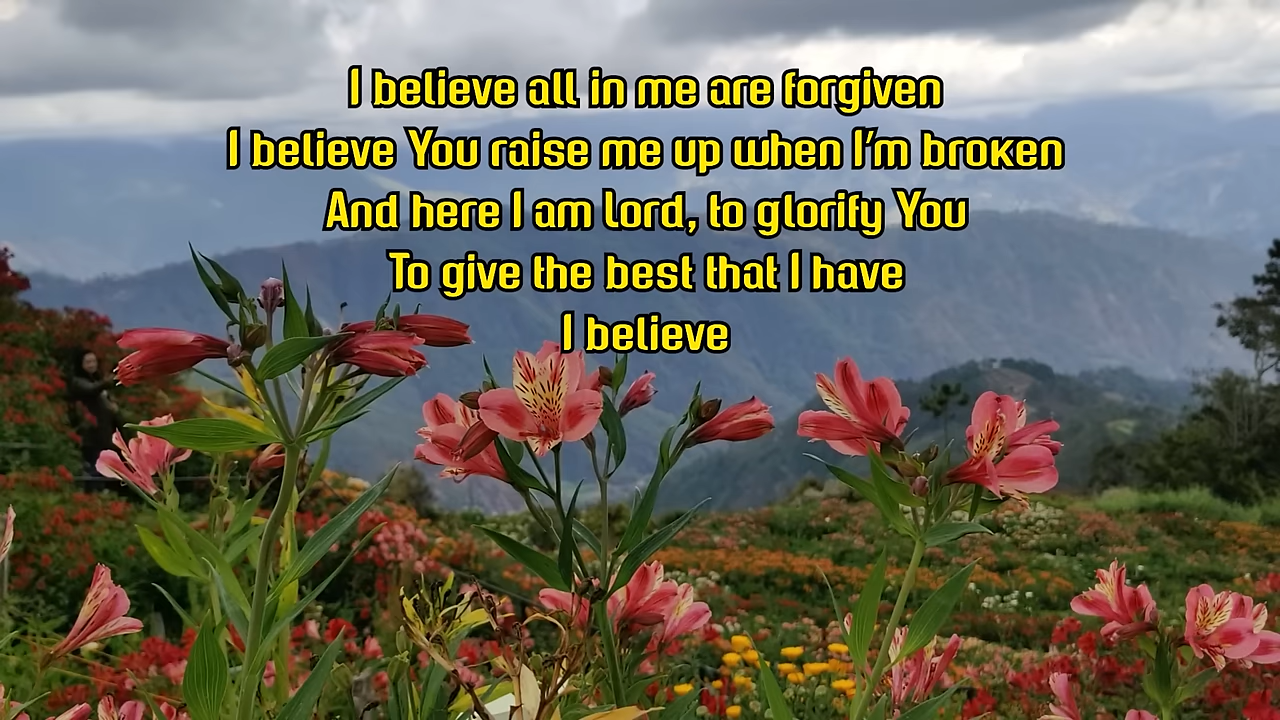 I believe all in me are forgiven
I believe You raise me up when I'm broken
And here I am Lord, to glorify You
To give the best that I have
I believe